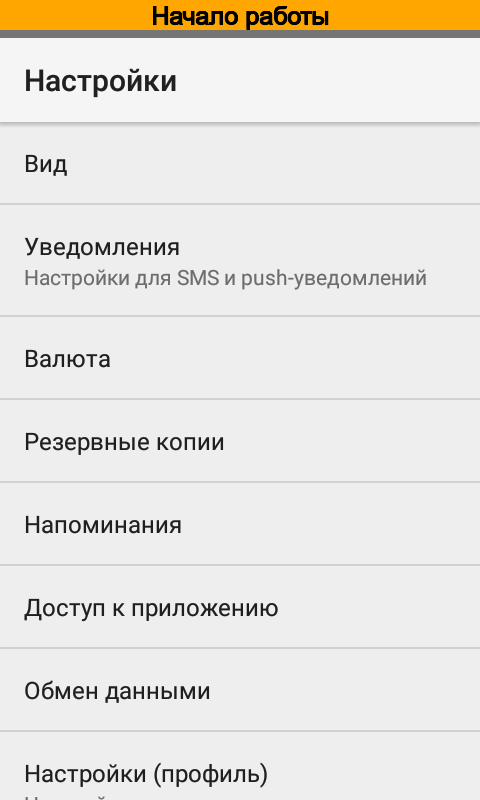 Начало работы
Настройки
Вид
Уведомления
Настройки для SMS и push-уведомлений
Валюта
Резервные копии
Напоминания
Доступ к приложению
Обмен данными
Настройки (профиль)